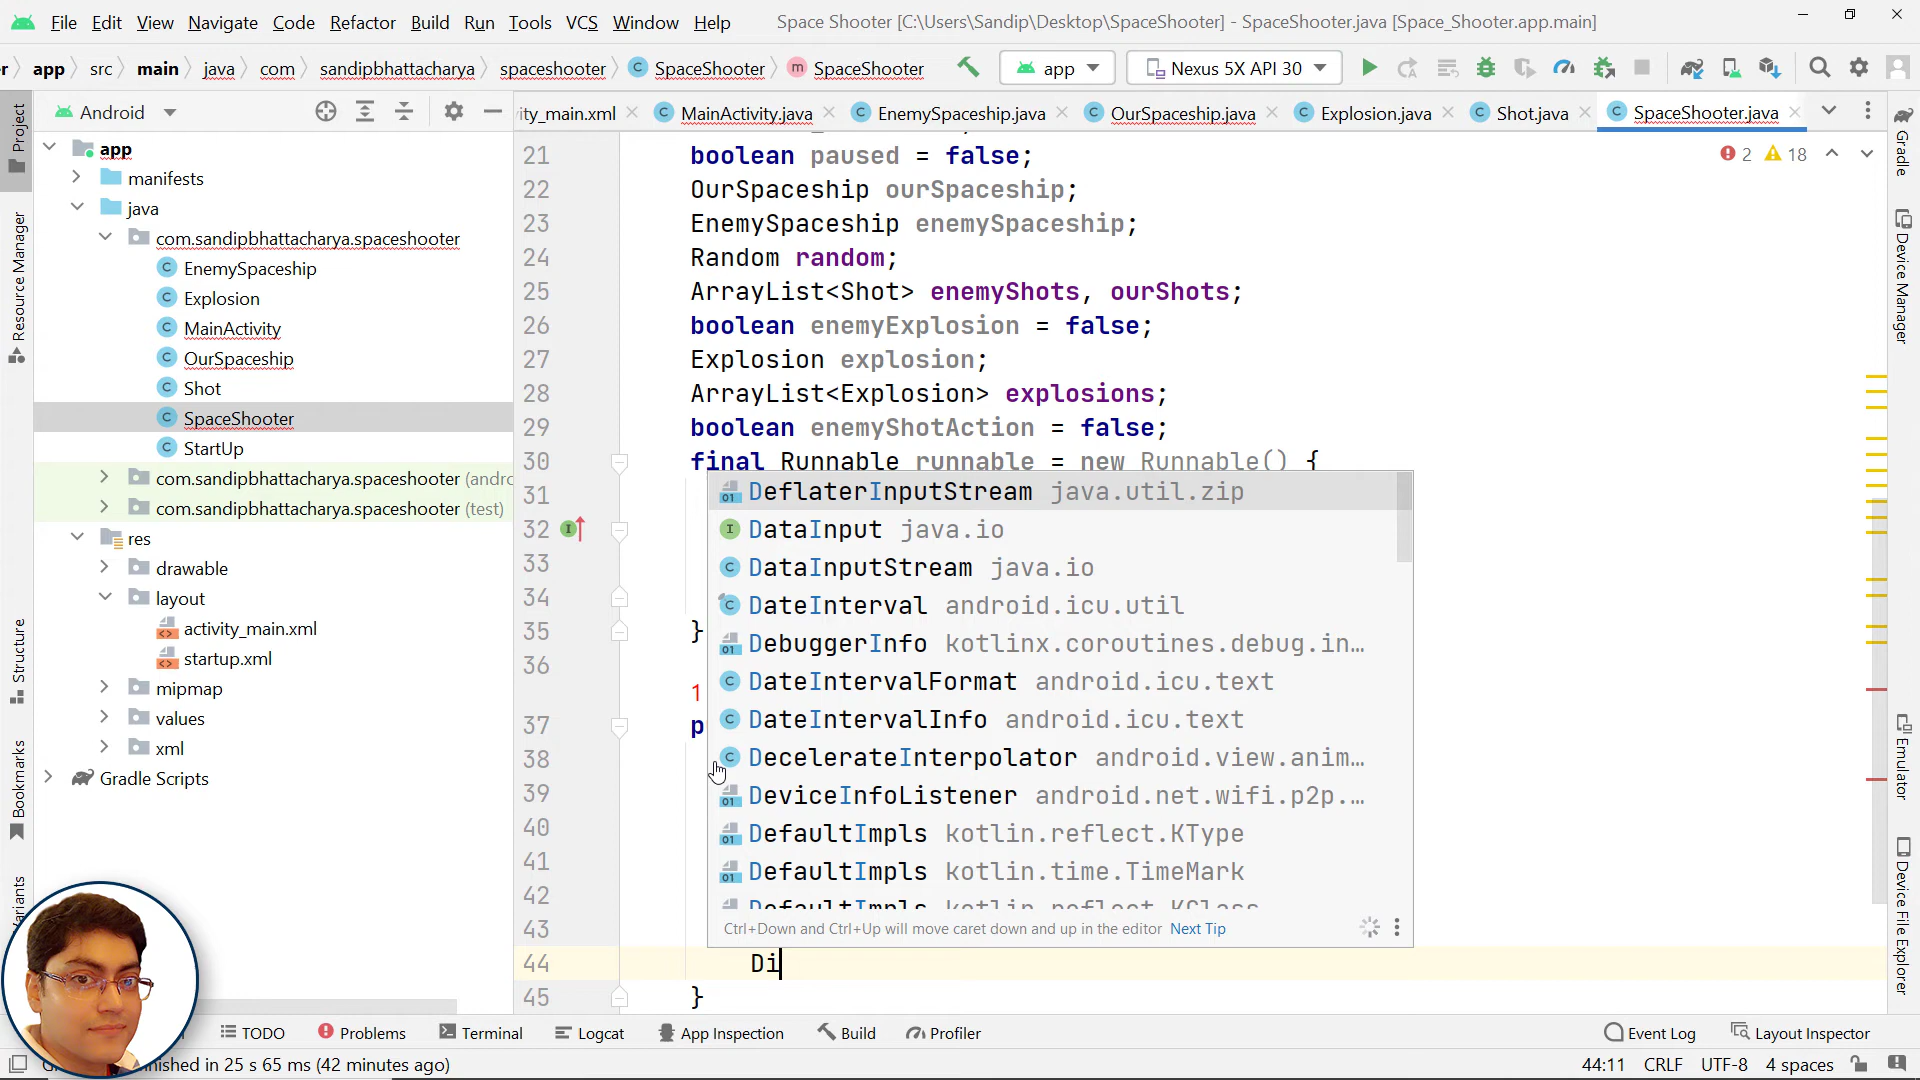 File Edit View Navigate Code Refactor Build Run Tools VCS Window Help Space Shooter [C:\Users\Sandip\Desktop\SpaceShooter] - SpaceShooter.java [Space_Shooter.app.main]
app src main java com sandipbhattacharya spaceshooter SpaceShooter SpaceShooter app Nexus 5X API 30
Android
ity_main.xml MainActivity.java EnemySpaceship.java OurSpaceship.java Explosion.java Shot.java SpaceShooter.java
Project
Resource Manager
Structure
Bookmarks
app
manifests
java
com.sandipbhattacharya.spaceshooter
EnemySpaceship
Explosion
MainActivity
OurSpaceship
Shot
SpaceShooter
StartUp
com.sandipbhattacharya.spaceshooter (andro
com.sandipbhattacharya.spaceshooter (test)
res
drawable
layout
activity_main.xml
startup.xml
mipmap
values
xml
Gradle Scripts
2 18
21 boolean paused = false;
22 OurSpaceship ourSpaceship;
23 EnemySpaceship enemySpaceship;
24 Random random;
25 ArrayList<Shot> enemyShots, ourShots;
26 boolean enemyExplosion = false;
27 Explosion explosion;
28 ArrayList<Explosion> explosions;
29 boolean enemyShotAction = false;
30 final Runnable runnable = new Runnable() {
31
32
33
34
35 }
36
1
37 p
38
39
40
41
42
43
44 Di
45 }
DeflaterInputStream java.util.zip
DataInput java.io
DataInputStream java.io
DateInterval android.icu.util
DebuggerInfo kotlinx.coroutines.debug.in…
DateIntervalFormat android.icu.text
DateIntervalInfo android.icu.text
DecelerateInterpolator android.view.anim…
DeviceInfoListener android.net.wifi.p2p.…
DefaultImpls kotlin.reflect.KType
DefaultImpls kotlin.time.TimeMark
DefaultImpls kotlin.reflect.KClass
Ctrl+Down and Ctrl+Up will move caret down and up in the editor Next Tip
Gradle
Device Manager
Emulator
Device File Explorer
TODO Problems Terminal Logcat App Inspection Build Profiler Event Log Layout Inspector
nished in 25 s 65 ms (42 minutes ago) 44:11 CRLF UTF-8 4 spaces